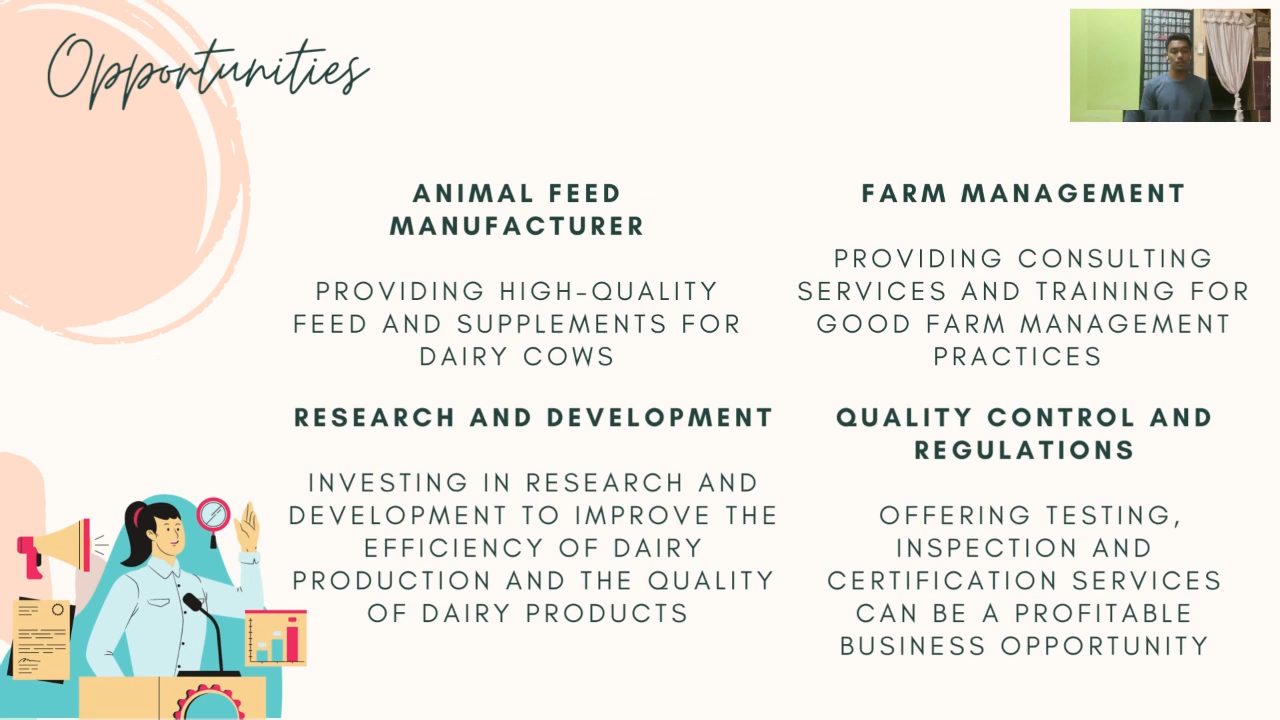 Opportunities
ANIMAL FEED
MANUFACTURER
PROVIDING HIGH-QUALITY
FEED AND SUPPLEMENTS FOR
DAIRY COWS
FARM MANAGEMENT
PROVIDING CONSULTING
SERVICES AND TRAINING FOR
GOOD FARM MANAGEMENT
PRACTICES
RESEARCH AND DEVELOPMENT
INVESTING IN RESEARCH AND
DEVELOPMENT TO IMPROVE THE
EFFICIENCY OF DAIRY
PRODUCTION AND THE QUALITY
OF DAIRY PRODUCTS
QUALITY CONTROL AND
REGULATIONS
OFFERING TESTING,
INSPECTION AND
CERTIFICATION SERVICES
CAN BE A PROFITABLE
BUSINESS OPPORTUNITY